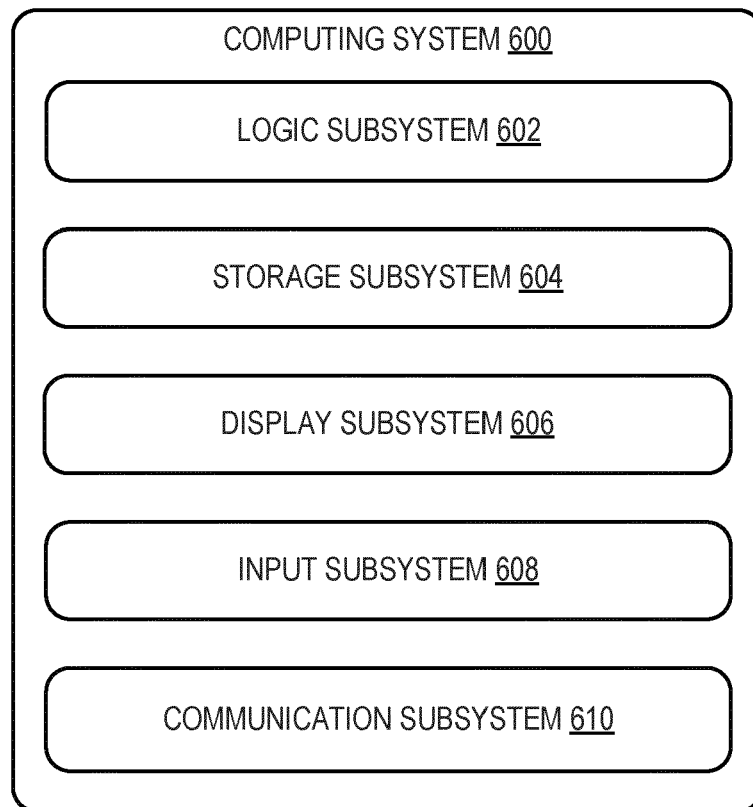 COMPUTING SYSTEM 600
LOGIC SUBSYSTEM 602
STORAGE SUBSYSTEM 604
DISPLAY SUBSYSTEM 606
INPUT SUBSYSTEM 608
COMMUNICATION SUBSYSTEM 610